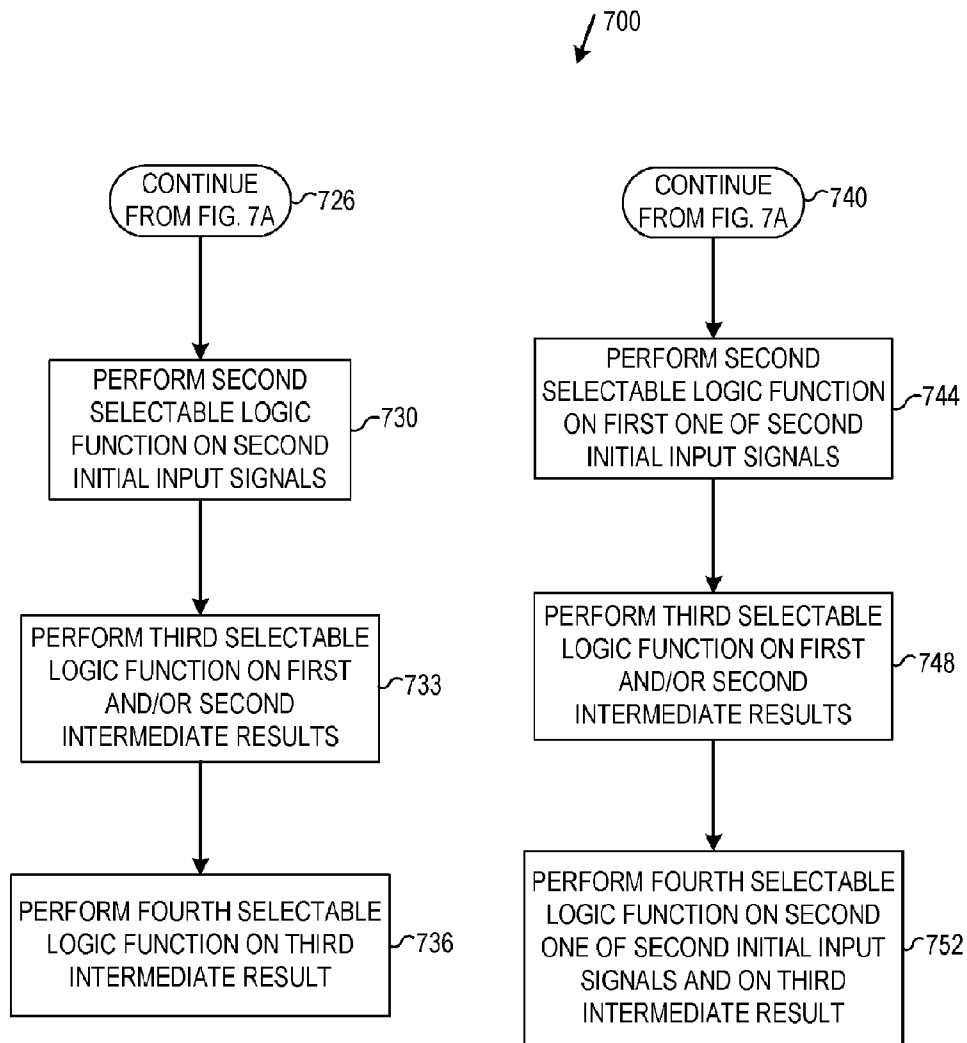 700
CONTINUE
FROM FIG. 7A
726
PERFORM SECOND
SELECTABLE LOGIC
FUNCTION ON SECOND
INITIAL INPUT SIGNALS
730
PERFORM THIRD SELECTABLE
LOGIC FUNCTION ON FIRST
AND/OR SECOND
INTERMEDIATE RESULTS
733
PERFORM FOURTH SELECTABLE
LOGIC FUNCTION ON THIRD
INTERMEDIATE RESULT
736
CONTINUE
FROM FIG. 7A
740
PERFORM SECOND
SELECTABLE LOGIC FUNCTION
ON FIRST ONE OF SECOND
INITIAL INPUT SIGNALS
744
PERFORM THIRD SELECTABLE
LOGIC FUNCTION ON FIRST
AND/OR SECOND
INTERMEDIATE RESULTS
748
PERFORM FOURTH SELECTABLE
LOGIC FUNCTION ON SECOND
ONE OF SECOND INITIAL INPUT
SIGNALS AND ON THIRD
INTERMEDIATE RESULT
752